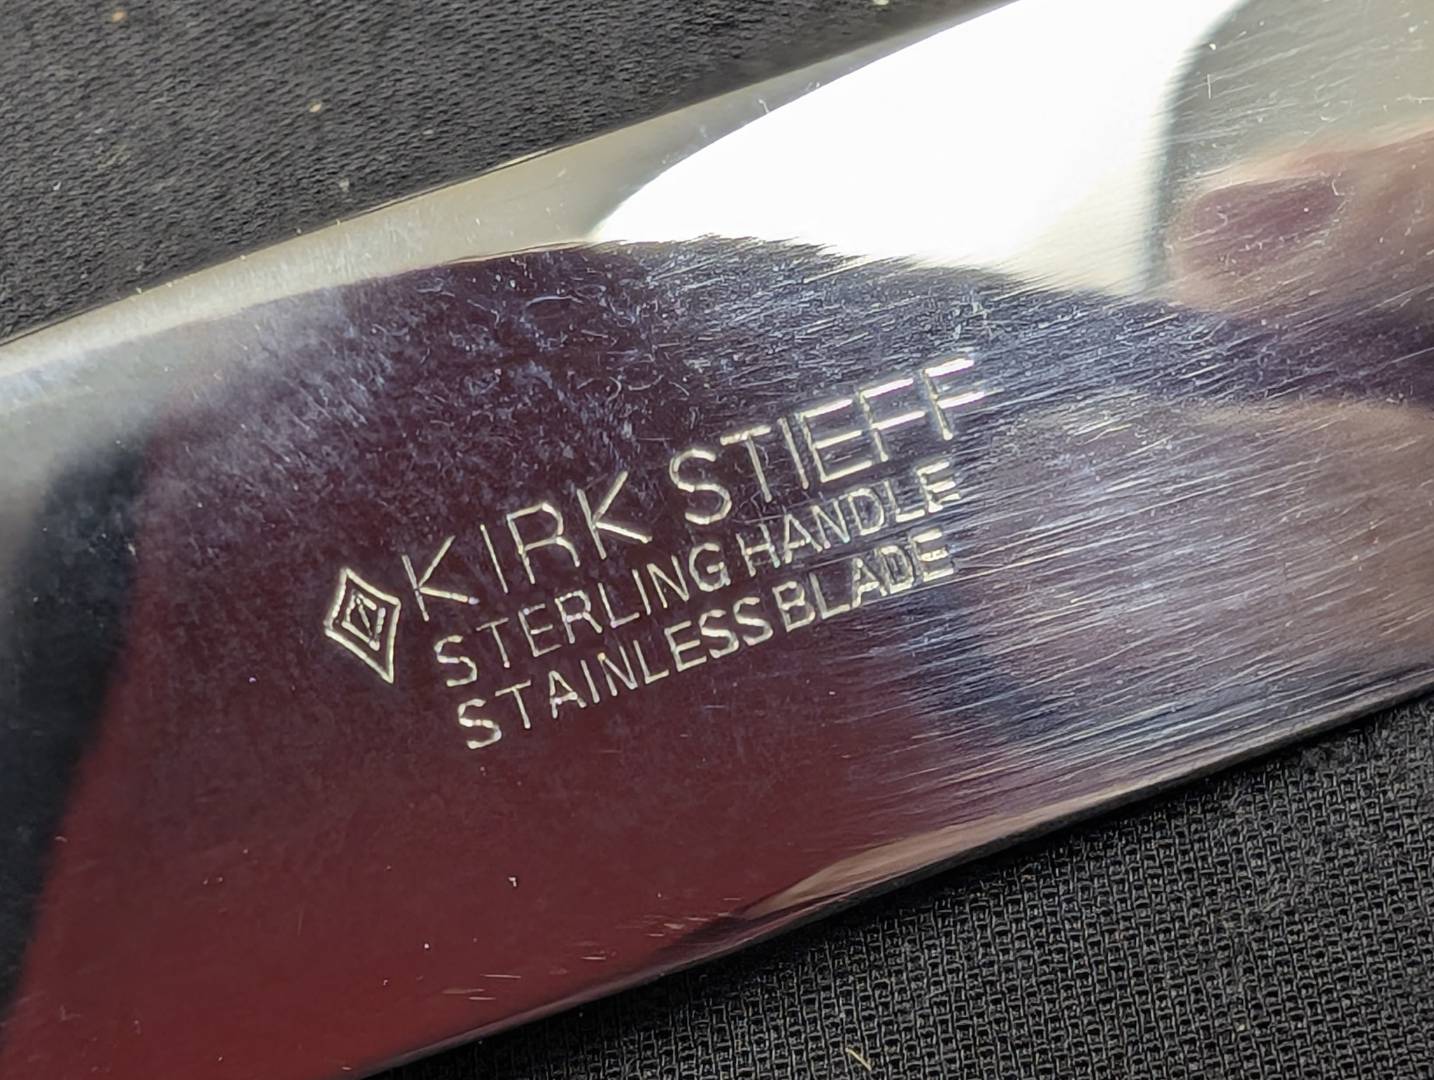 KIRK STIEFF
STERLING HANDLE
STAINLESS BLADE